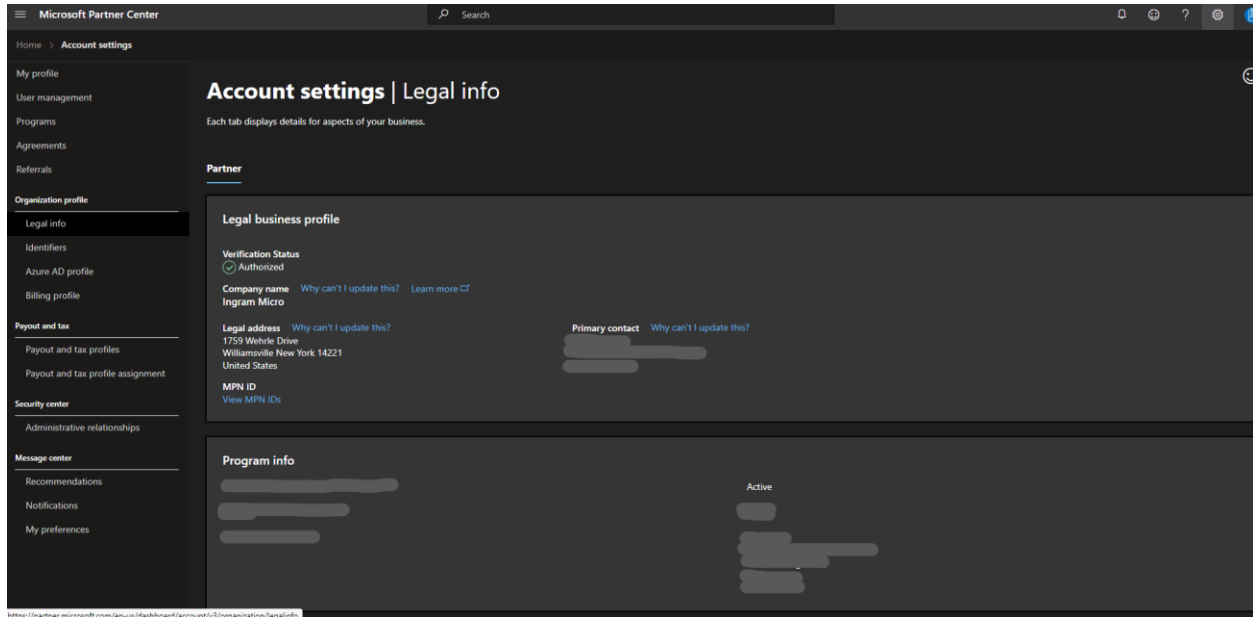 Microsoft Partner Center
Search
?
Home > Account settings
My profile
User management
Programs
Agreements
Referrals
Organization profile
Legal info
Identifiers
Azure AD profile
Billing profile
Payout and tax
Payout and tax profiles
Payout and tax profile assignment
Security center
Administrative relationships
Message center
Recommendations
Notifications
My preferences
Account settings | Legal info
Each tab displays details for aspects of your business.
Partner
Legal business profile
Verification Status
Authorized
Company name Why can't I update this? Learn more
Ingram Micro
Legal address Why can't I update this?
1759 Wehrle Drive
Williamsville New York 14221
United States
Primary contact Why can't I update this?
MPN ID
View MPN IDs
Program info
Active
https://partner.microsoft.com/en-us/dashboard/account/v3/organization/legalinfo